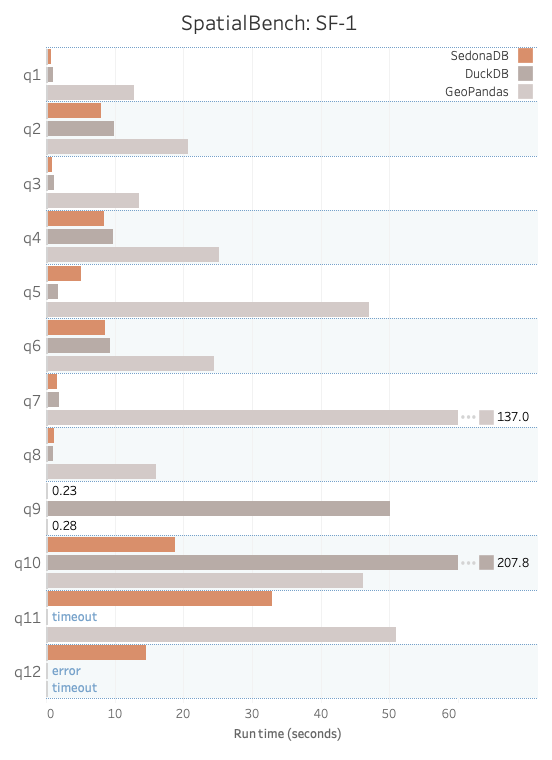 SpatialBench: SF-1
SedonaDB
DuckDB
GeoPandas
q1
q2
q3
q4
q5
q6
q7
137.0
q8
0.23
q9
0.28
q10
207.8
q11
timeout
q12
error
timeout
0 10 20 30 40 50 60
Run time (seconds)